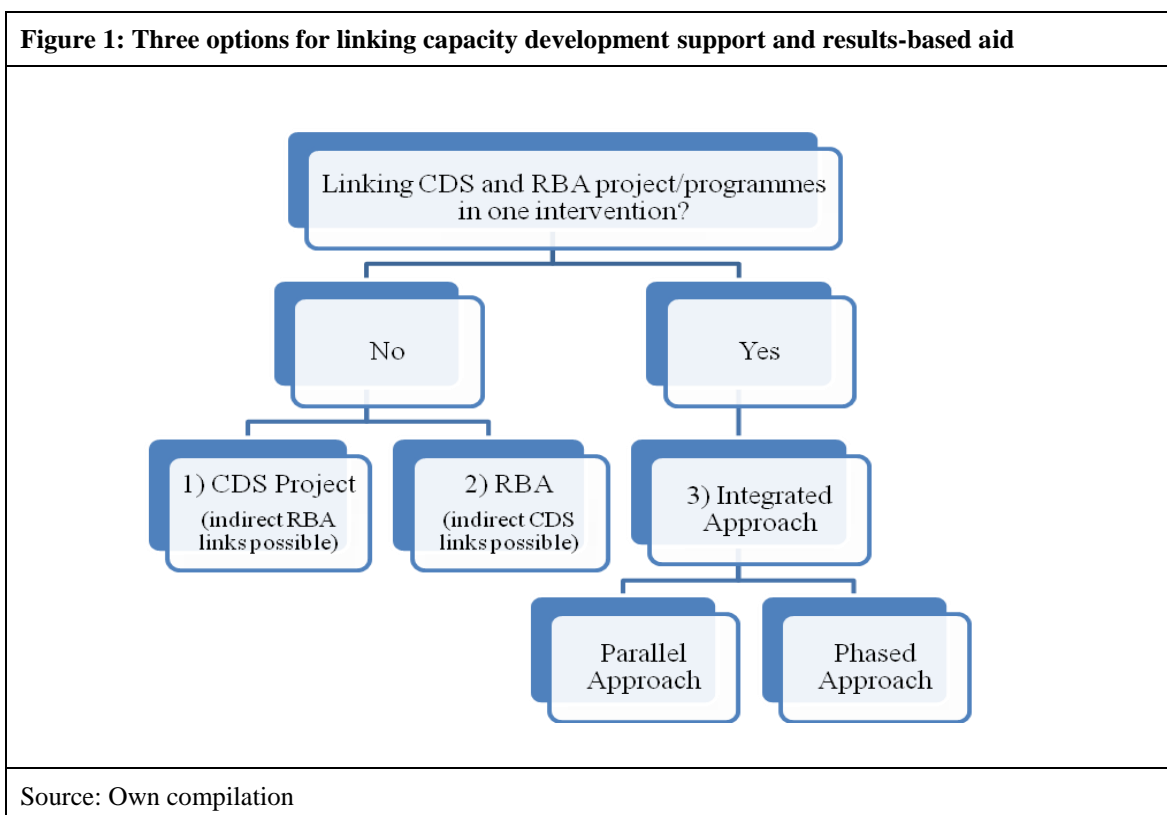 Figure 1: Three options for linking capacity development support and results-based aid
Linking CDS and RBA project/programmes
in one intervention?
No
Yes
1) CDS Project
(indirect RBA
links possible)
2) RBA
(indirect CDS
links possible)
3) Integrated
Approach
Parallel
Approach
Phased
Approach
Source: Own compilation